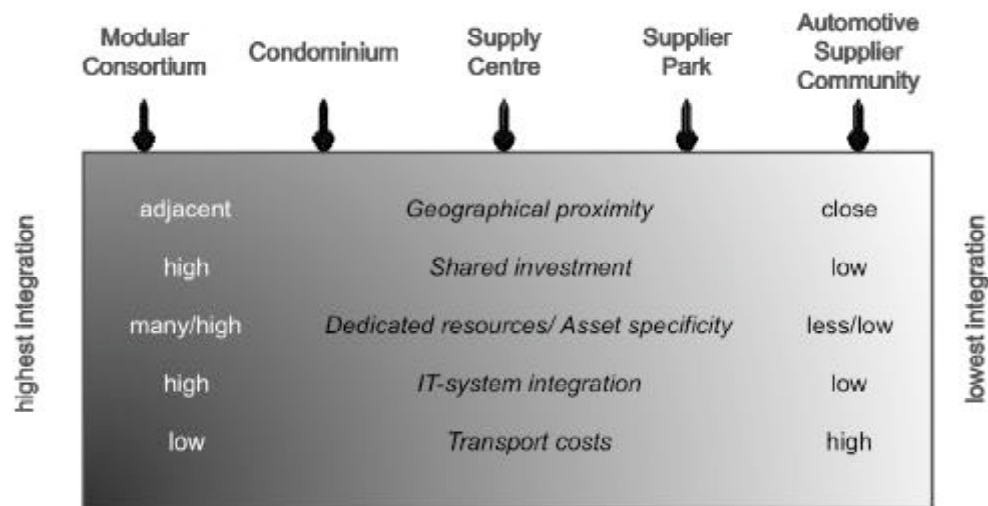 Modular
Consortium
Condominium
Supply
Centre
Supplier
Park
Automotive
Supplier
Community
highest integration
adjacent Geographical proximity close
high Shared investment low
many/high Dedicated resources/ Asset specificity less/low
high IT-system integration low
low Transport costs high
lowest integration